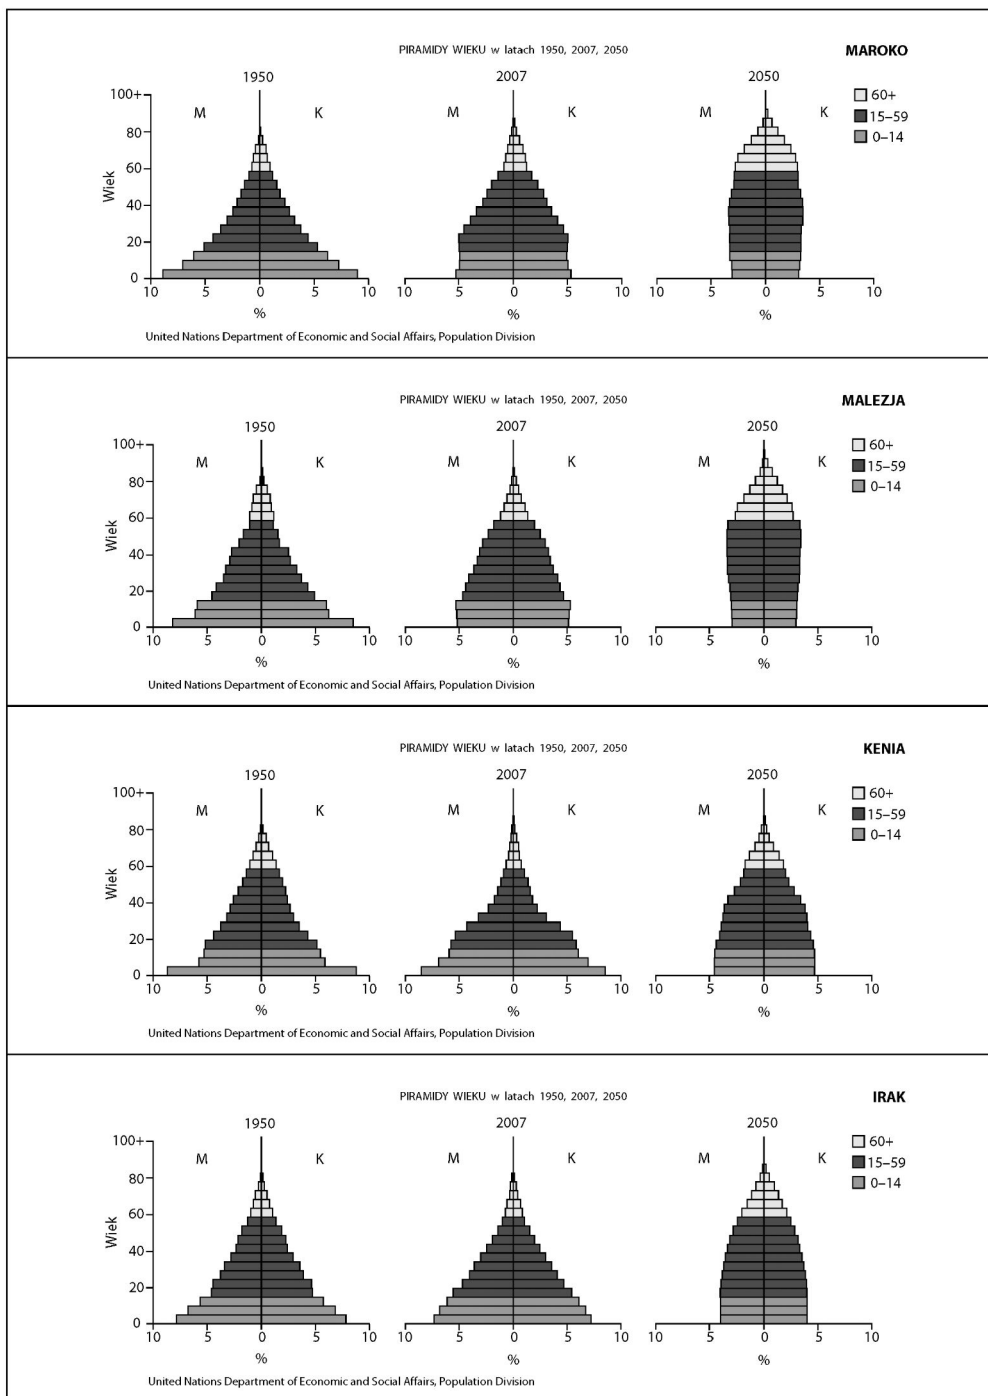 PIRAMIDY WIEKU w latach 1950, 2007, 2050
MAROKO
1950 2007 2050
100+ M K M K M K
60+
15–59
0–14
80
60
Wiek
40
20
0
10 5 0 5 10 10 5 0 5 10 10 5 0 5 10
% % %
United Nations Department of Economic and Social Affairs, Population Division
PIRAMIDY WIEKU w latach 1950, 2007, 2050
MALEZJA
1950 2007 2050
100+ M K M K M K
60+
15–59
0–14
80
60
Wiek
40
20
0
10 5 0 5 10 10 5 0 5 10 10 5 0 5 10
% % %
United Nations Department of Economic and Social Affairs, Population Division
PIRAMIDY WIEKU w latach 1950, 2007, 2050
KENIA
1950 2007 2050
100+ M K M K M K
60+
15–59
0–14
80
60
Wiek
40
20
0
10 5 0 5 10 10 5 0 5 10 10 5 0 5 10
% % %
United Nations Department of Economic and Social Affairs, Population Division
PIRAMIDY WIEKU w latach 1950, 2007, 2050
IRAK
1950 2007 2050
100+ M K M K M K
60+
15–59
0–14
80
60
Wiek
40
20
0
10 5 0 5 10 10 5 0 5 10 10 5 0 5 10
% % %
United Nations Department of Economic and Social Affairs, Population Division